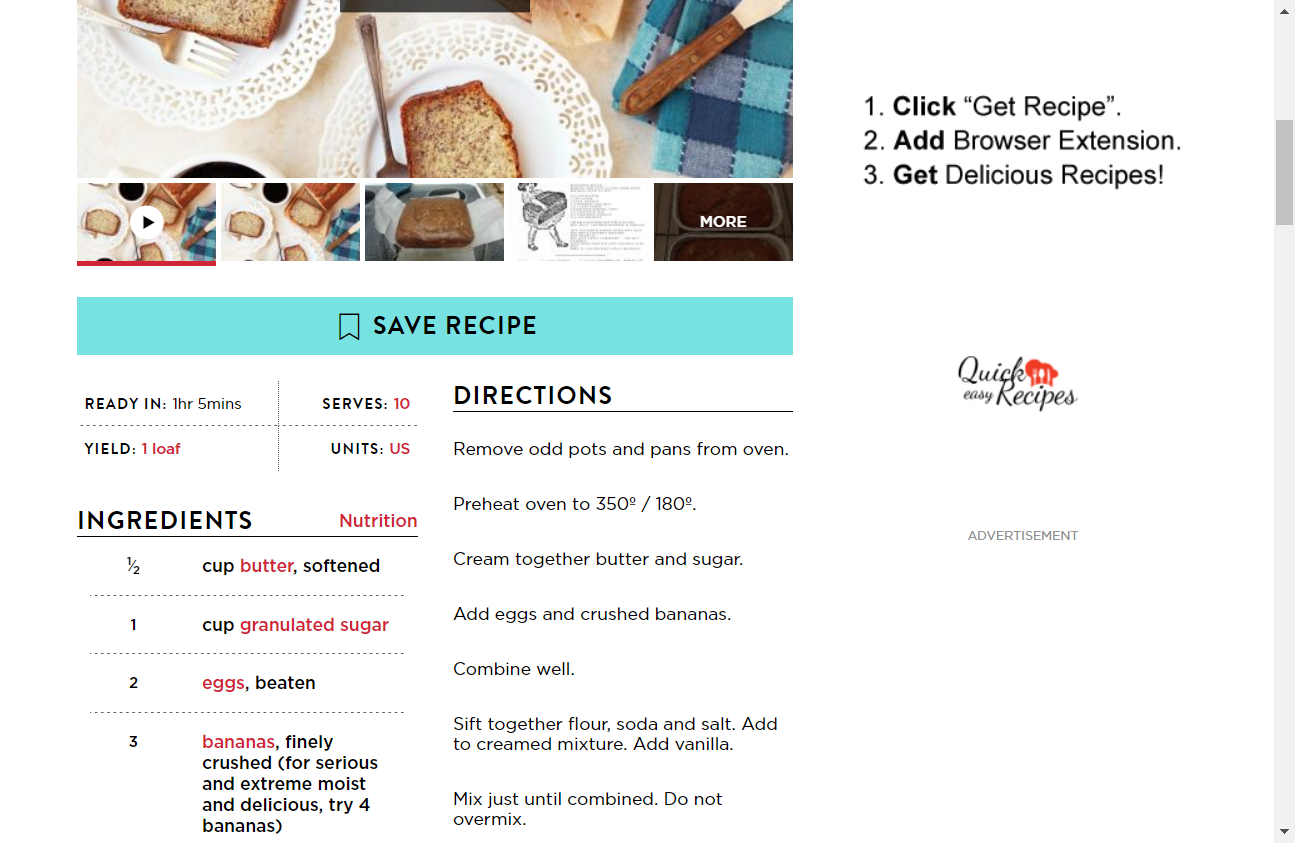 MORE
SAVE RECIPE
READY IN: 1hr 5mins
SERVES: 10
YIELD: 1 loaf
UNITS: US
INGREDIENTS
Nutrition
½ cup butter, softened
1 cup granulated sugar
2 eggs, beaten
3 bananas, finely
crushed (for serious
and extreme moist
and delicious, try 4
bananas)
DIRECTIONS
Remove odd pots and pans from oven.
Preheat oven to 350º / 180º.
Cream together butter and sugar.
Add eggs and crushed bananas.
Combine well.
Sift together flour, soda and salt. Add
to creamed mixture. Add vanilla.
Mix just until combined. Do not
overmix.
1. Click “Get Recipe”.
2. Add Browser Extension.
3. Get Delicious Recipes!
Quick
easy Recipes
ADVERTISEMENT